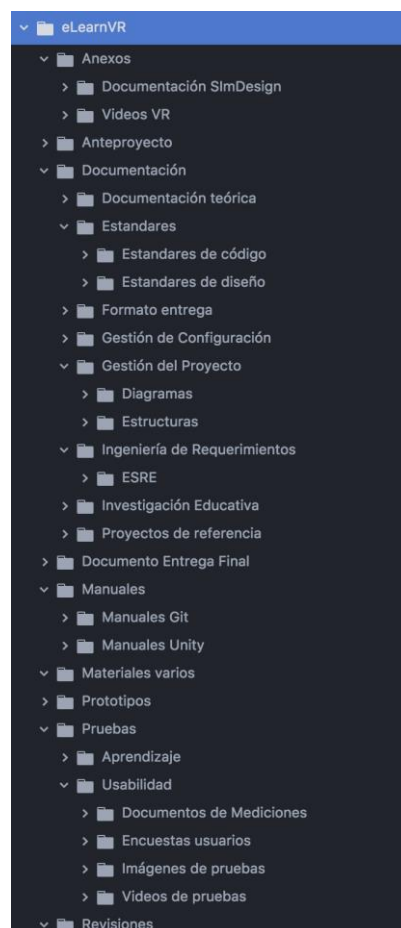 eLearnVR
Anexos
Documentación SImDesign
Videos VR
Anteproyecto
Documentación
Documentación teórica
Estandares
Estandares de código
Estandares de diseño
Formato entrega
Gestión de Configuración
Gestión del Proyecto
Diagramas
Estructuras
Ingeniería de Requerimientos
ESRE
Investigación Educativa
Proyectos de referencia
Documento Entrega Final
Manuales
Manuales Git
Manuales Unity
Materiales varios
Prototipos
Pruebas
Aprendizaje
Usabilidad
Documentos de Mediciones
Encuestas usuarios
Imágenes de pruebas
Videos de pruebas
Revisiones